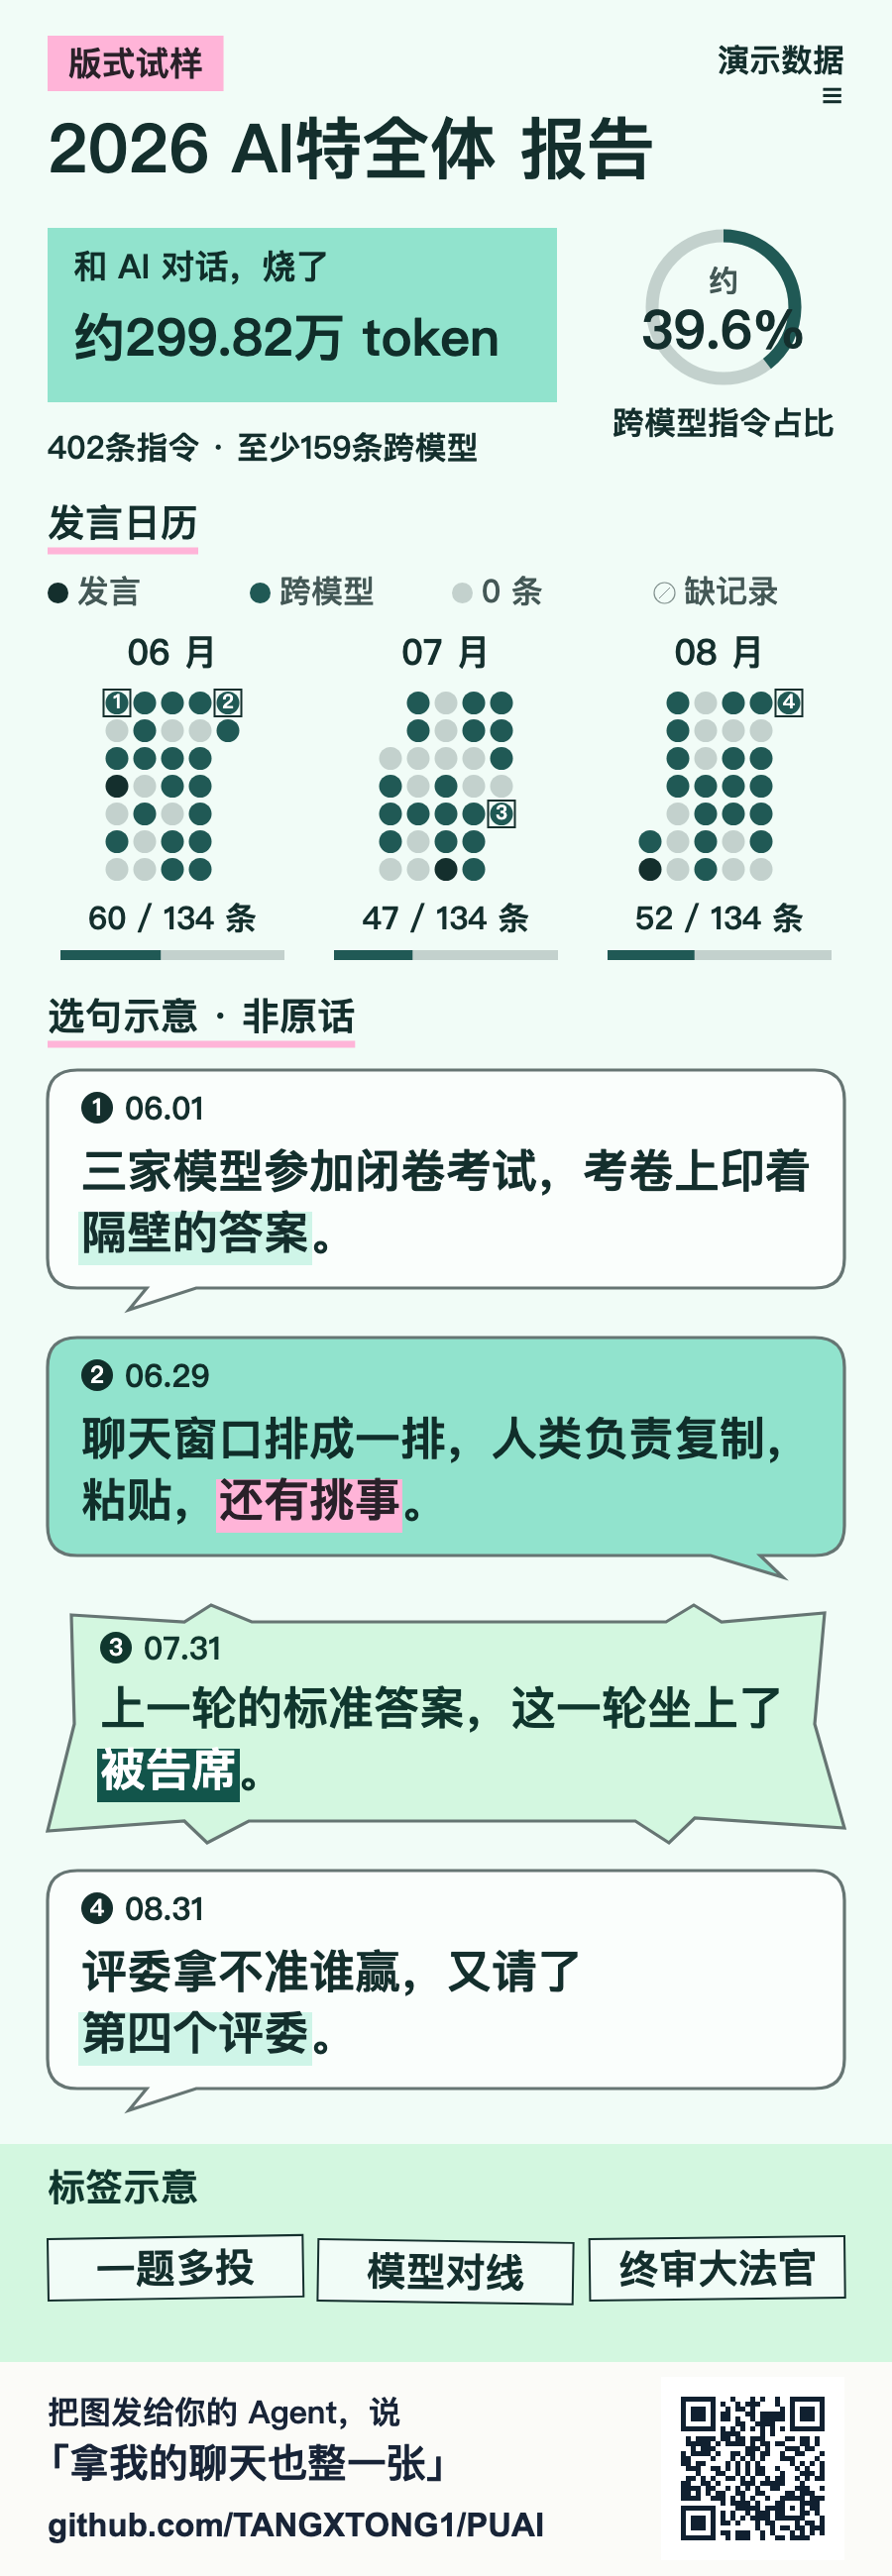 版式试样
演示数据
2026 AI特全体 报告
和 AI 对话，烧了
约299.82万 token
约
39.6%
跨模型指令占比
402条指令 · 至少159条跨模型
发言日历
发言
跨模型
0 条
缺记录
06 月
07 月
08 月
1
2
3
4
60 / 134 条
47 / 134 条
52 / 134 条
选句示意 · 非原话
1 06.01
三家模型参加闭卷考试，考卷上印着
隔壁的答案。
2 06.29
聊天窗口排成一排，人类负责复制，
粘贴，还有挑事。
3 07.31
上一轮的标准答案，这一轮坐上了
被告席。
4 08.31
评委拿不准谁赢，又请了
第四个评委。
标签示意
一题多投
模型对线
终审大法官
把图发给你的 Agent，说
「拿我的聊天也整一张」
github.com/TANGXTONG1/PUAI